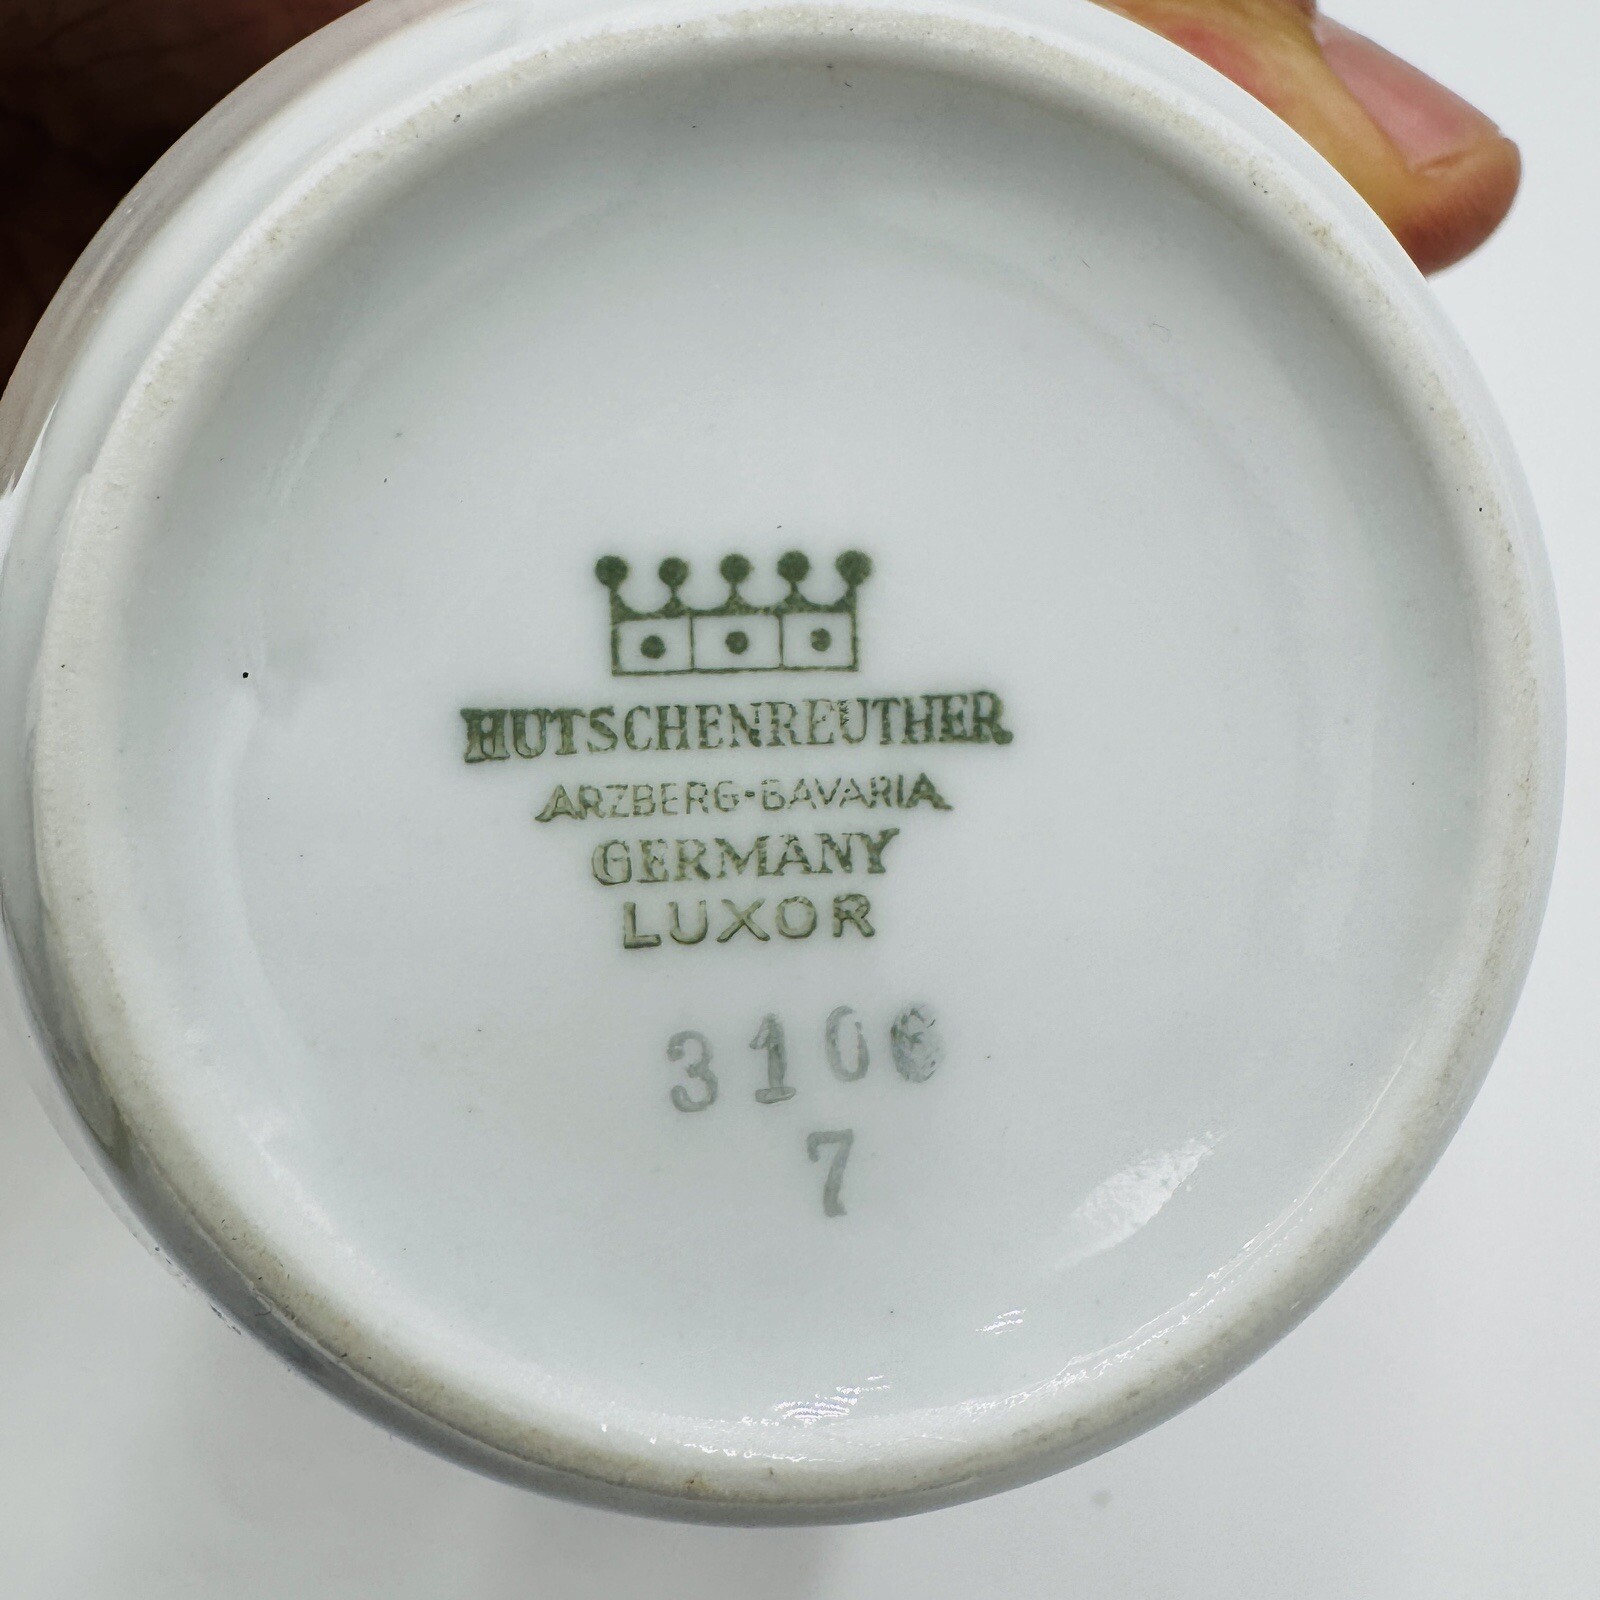 HUTSCHENREUTHER
ARZBERG-BAVARIA
GERMANY
LUXOR
3106
7